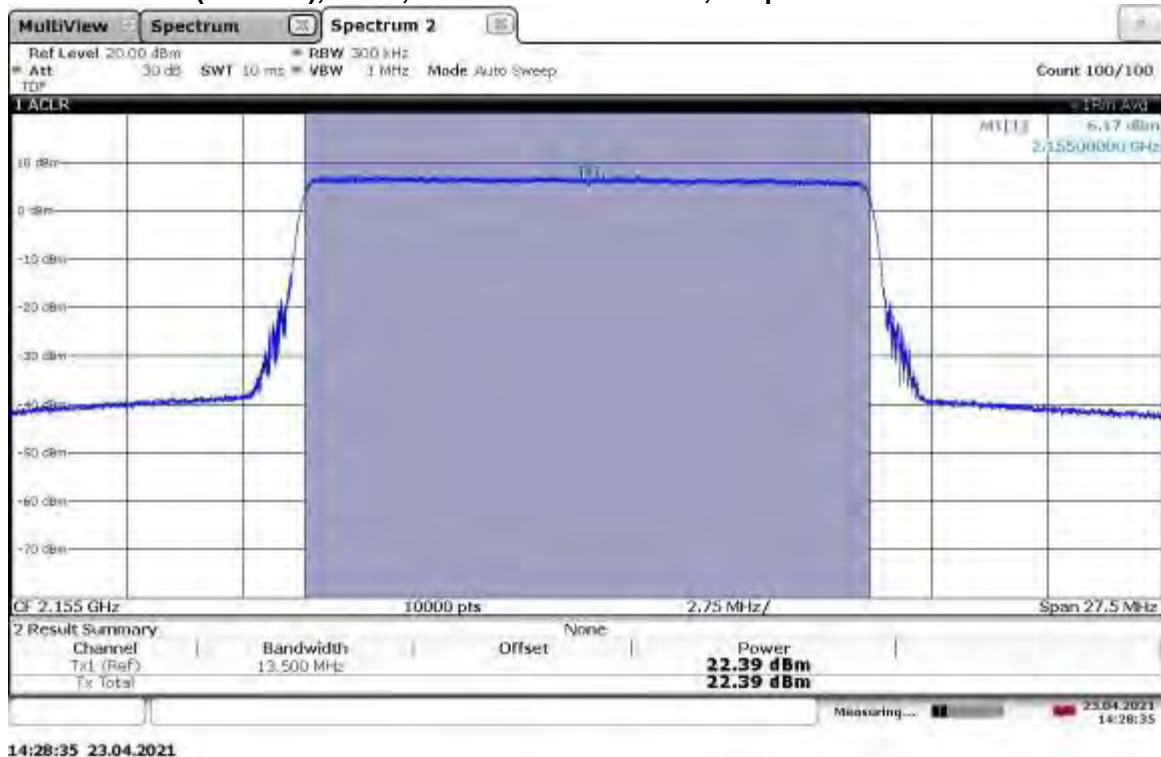 MultiView Spectrum Spectrum 2
Ref Level 20.00 dBm RBW 300 kHz
Att 30 dB SWT 10 ms VBW 1 MHz Mode Auto Sweep Count 100/100
TDF
1 ACLR 1Rm Avg
M1[1] 6.17 dBm
2.15500000 GHz
10 dBm
0 dBm
-10 dBm
-20 dBm
-30 dBm
-40 dBm
-50 dBm
-60 dBm
-70 dBm
CF 2.155 GHz 10000 pts 2.75 MHz/ Span 27.5 MHz
2 Result Summary None
Channel Bandwidth Offset Power
Tx1 (Ref) 13.500 MHz 22.39 dBm
Tx Total 22.39 dBm
Measuring... 23.04.2021
14:28:35
14:28:35 23.04.2021